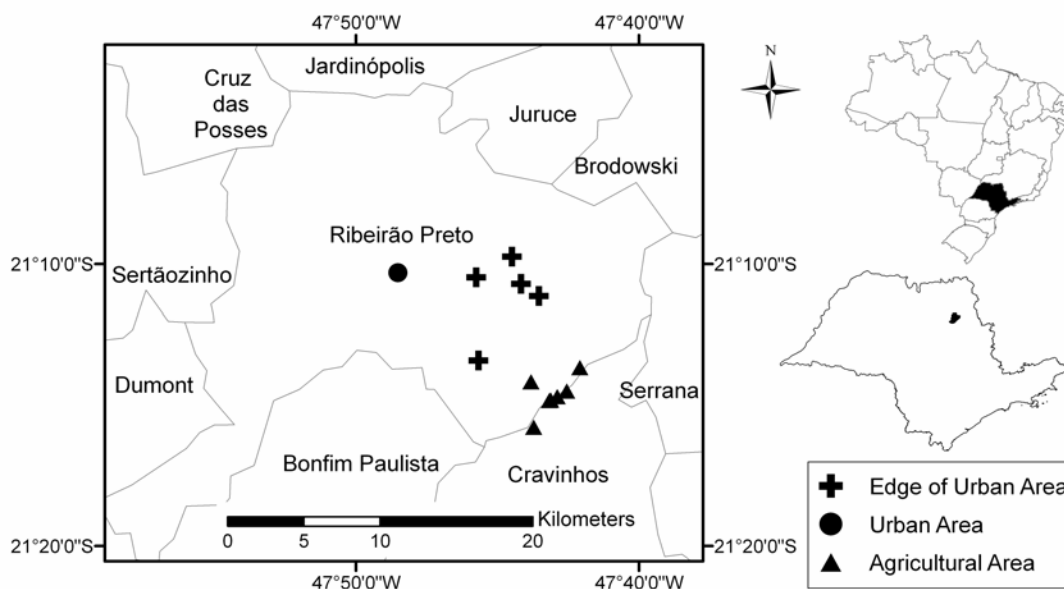 47°50'0"W
47°40'0"W
Jardinópolis
Cruz
das
Posses
Juruce
Brodowski
N
Ribeirão Preto
21°10'0"S
21°10'0"S
Sertãozinho
Dumont
Serrana
Bonfim Paulista
Cravinhos
Kilometers
0 5 10 20
21°20'0"S
21°20'0"S
47°50'0"W
47°40'0"W
Edge of Urban Area
Urban Area
Agricultural Area